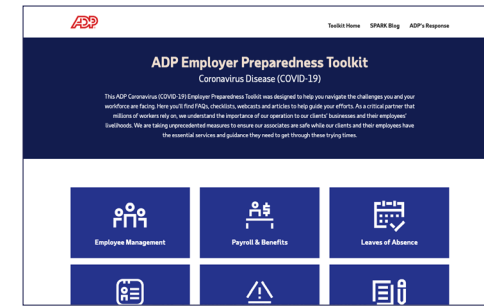 ADP
Toolkit Home SPARK Blog ADP's Response
ADP Employer Preparedness Toolkit
Coronavirus Disease (COVID-19)
This ADP Coronavirus (COVID-19) Employer Preparedness Toolkit was designed to help you navigate the challenges you and your
workforce are facing. Here you'll find FAQs, checklists, webcasts and articles to help guide your efforts. As a critical partner that
millions of workers rely on, we understand the importance of our operation to our clients' businesses and their employees'
livelihoods. We are taking unprecedented measures to ensure our associates are safe while our clients and their employees have
the essential services and guidance they need to get through these trying times.
Employee Management Payroll & Benefits Leaves of Absence